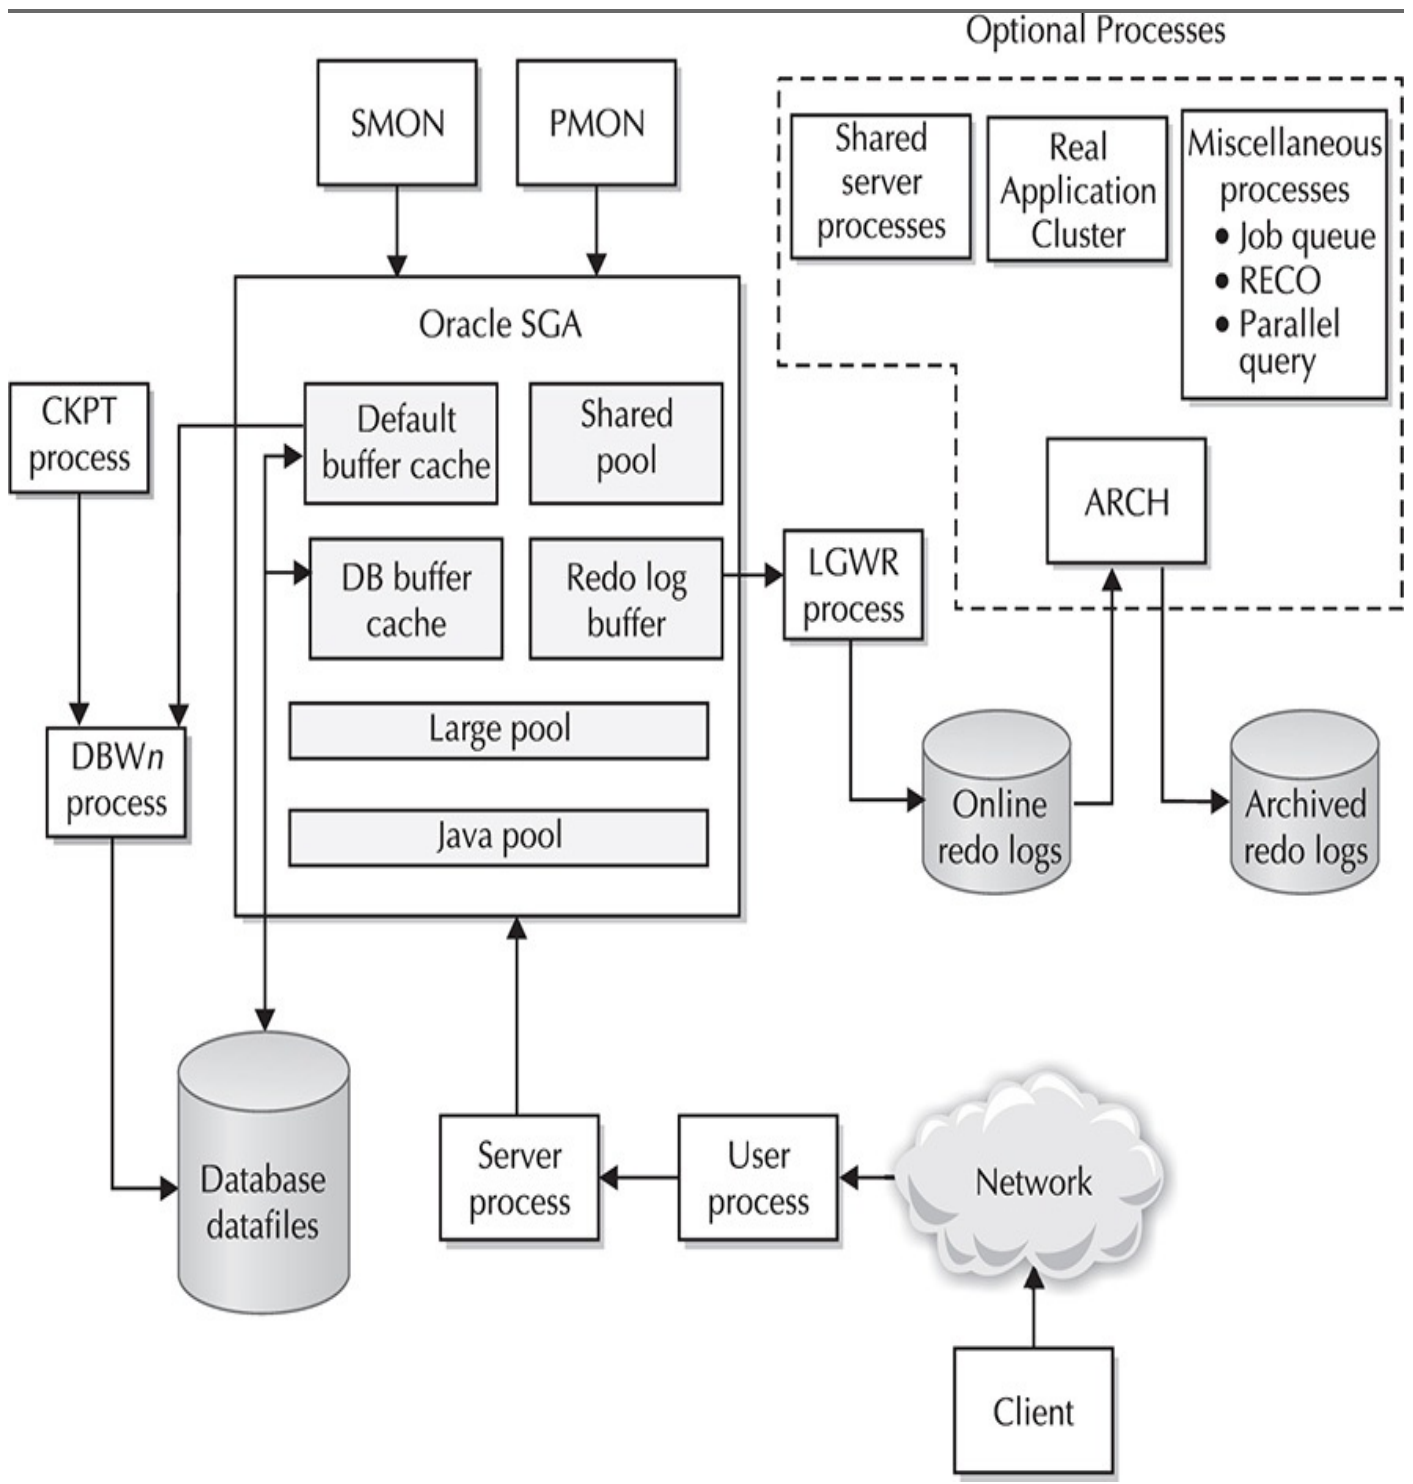 Optional Processes
SMON
PMON
Shared
server
processes
Real
Application
Cluster
Miscellaneous
processes
• Job queue
• RECO
• Parallel
query
Oracle SGA
CKPT
process
Default
buffer cache
Shared
pool
ARCH
DB buffer
cache
Redo log
buffer
LGWR
process
Large pool
DBWn
process
Java pool
Online
redo logs
Archived
redo logs
Database
datafiles
Server
process
User
process
Network
Client